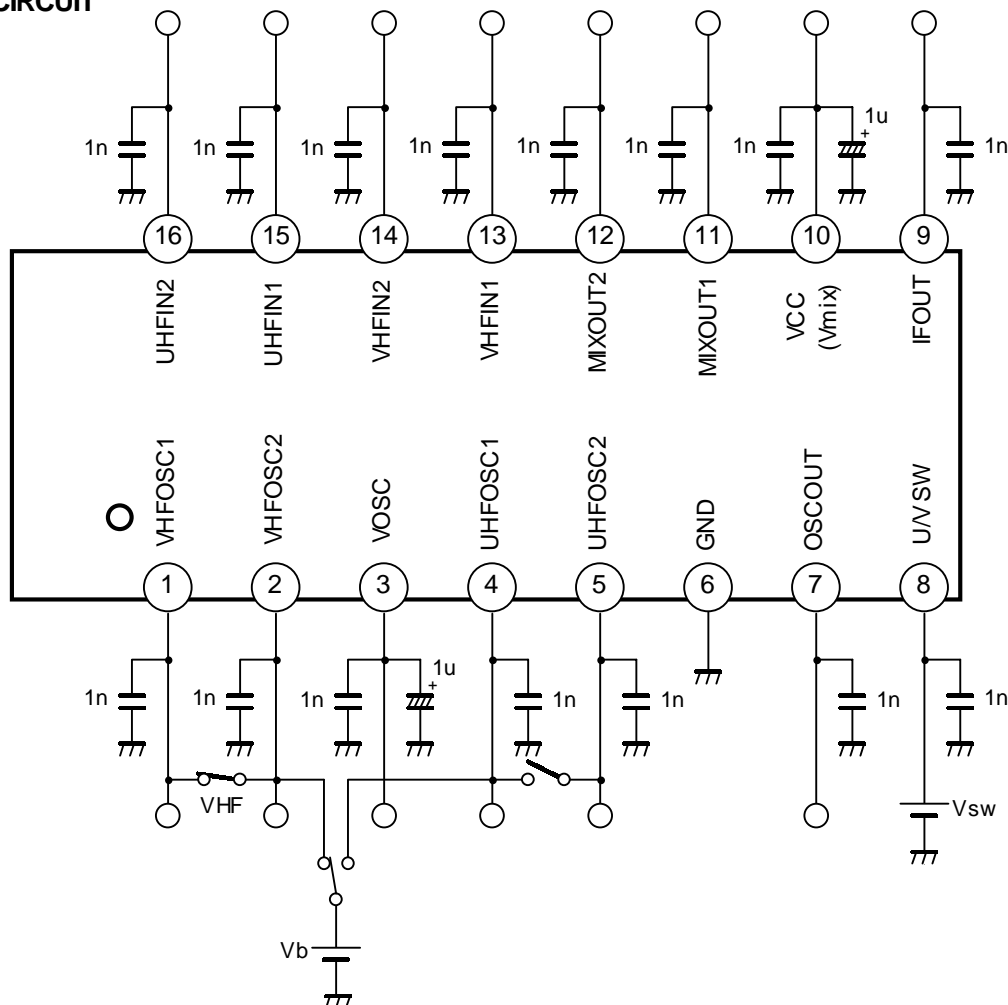 CIRCUIT
1u
1n 1n 1n 1n 1n 1n 1n 1n
16 15 14 13 12 11 10 9
UHFIN2 UHFIN1 VHFIN2 VHFIN1 MIXOUT2 MIXOUT1 VCC (Vmix) IFOUT
VHFOSC1 VHFOSC2 VOSC UHFOSC1 UHFOSC2 GND OSCOUT U/VSW
1 2 3 4 5 6 7 8
1u
1n 1n 1n 1n 1n 1n 1n
VHF
Vsw
Vb